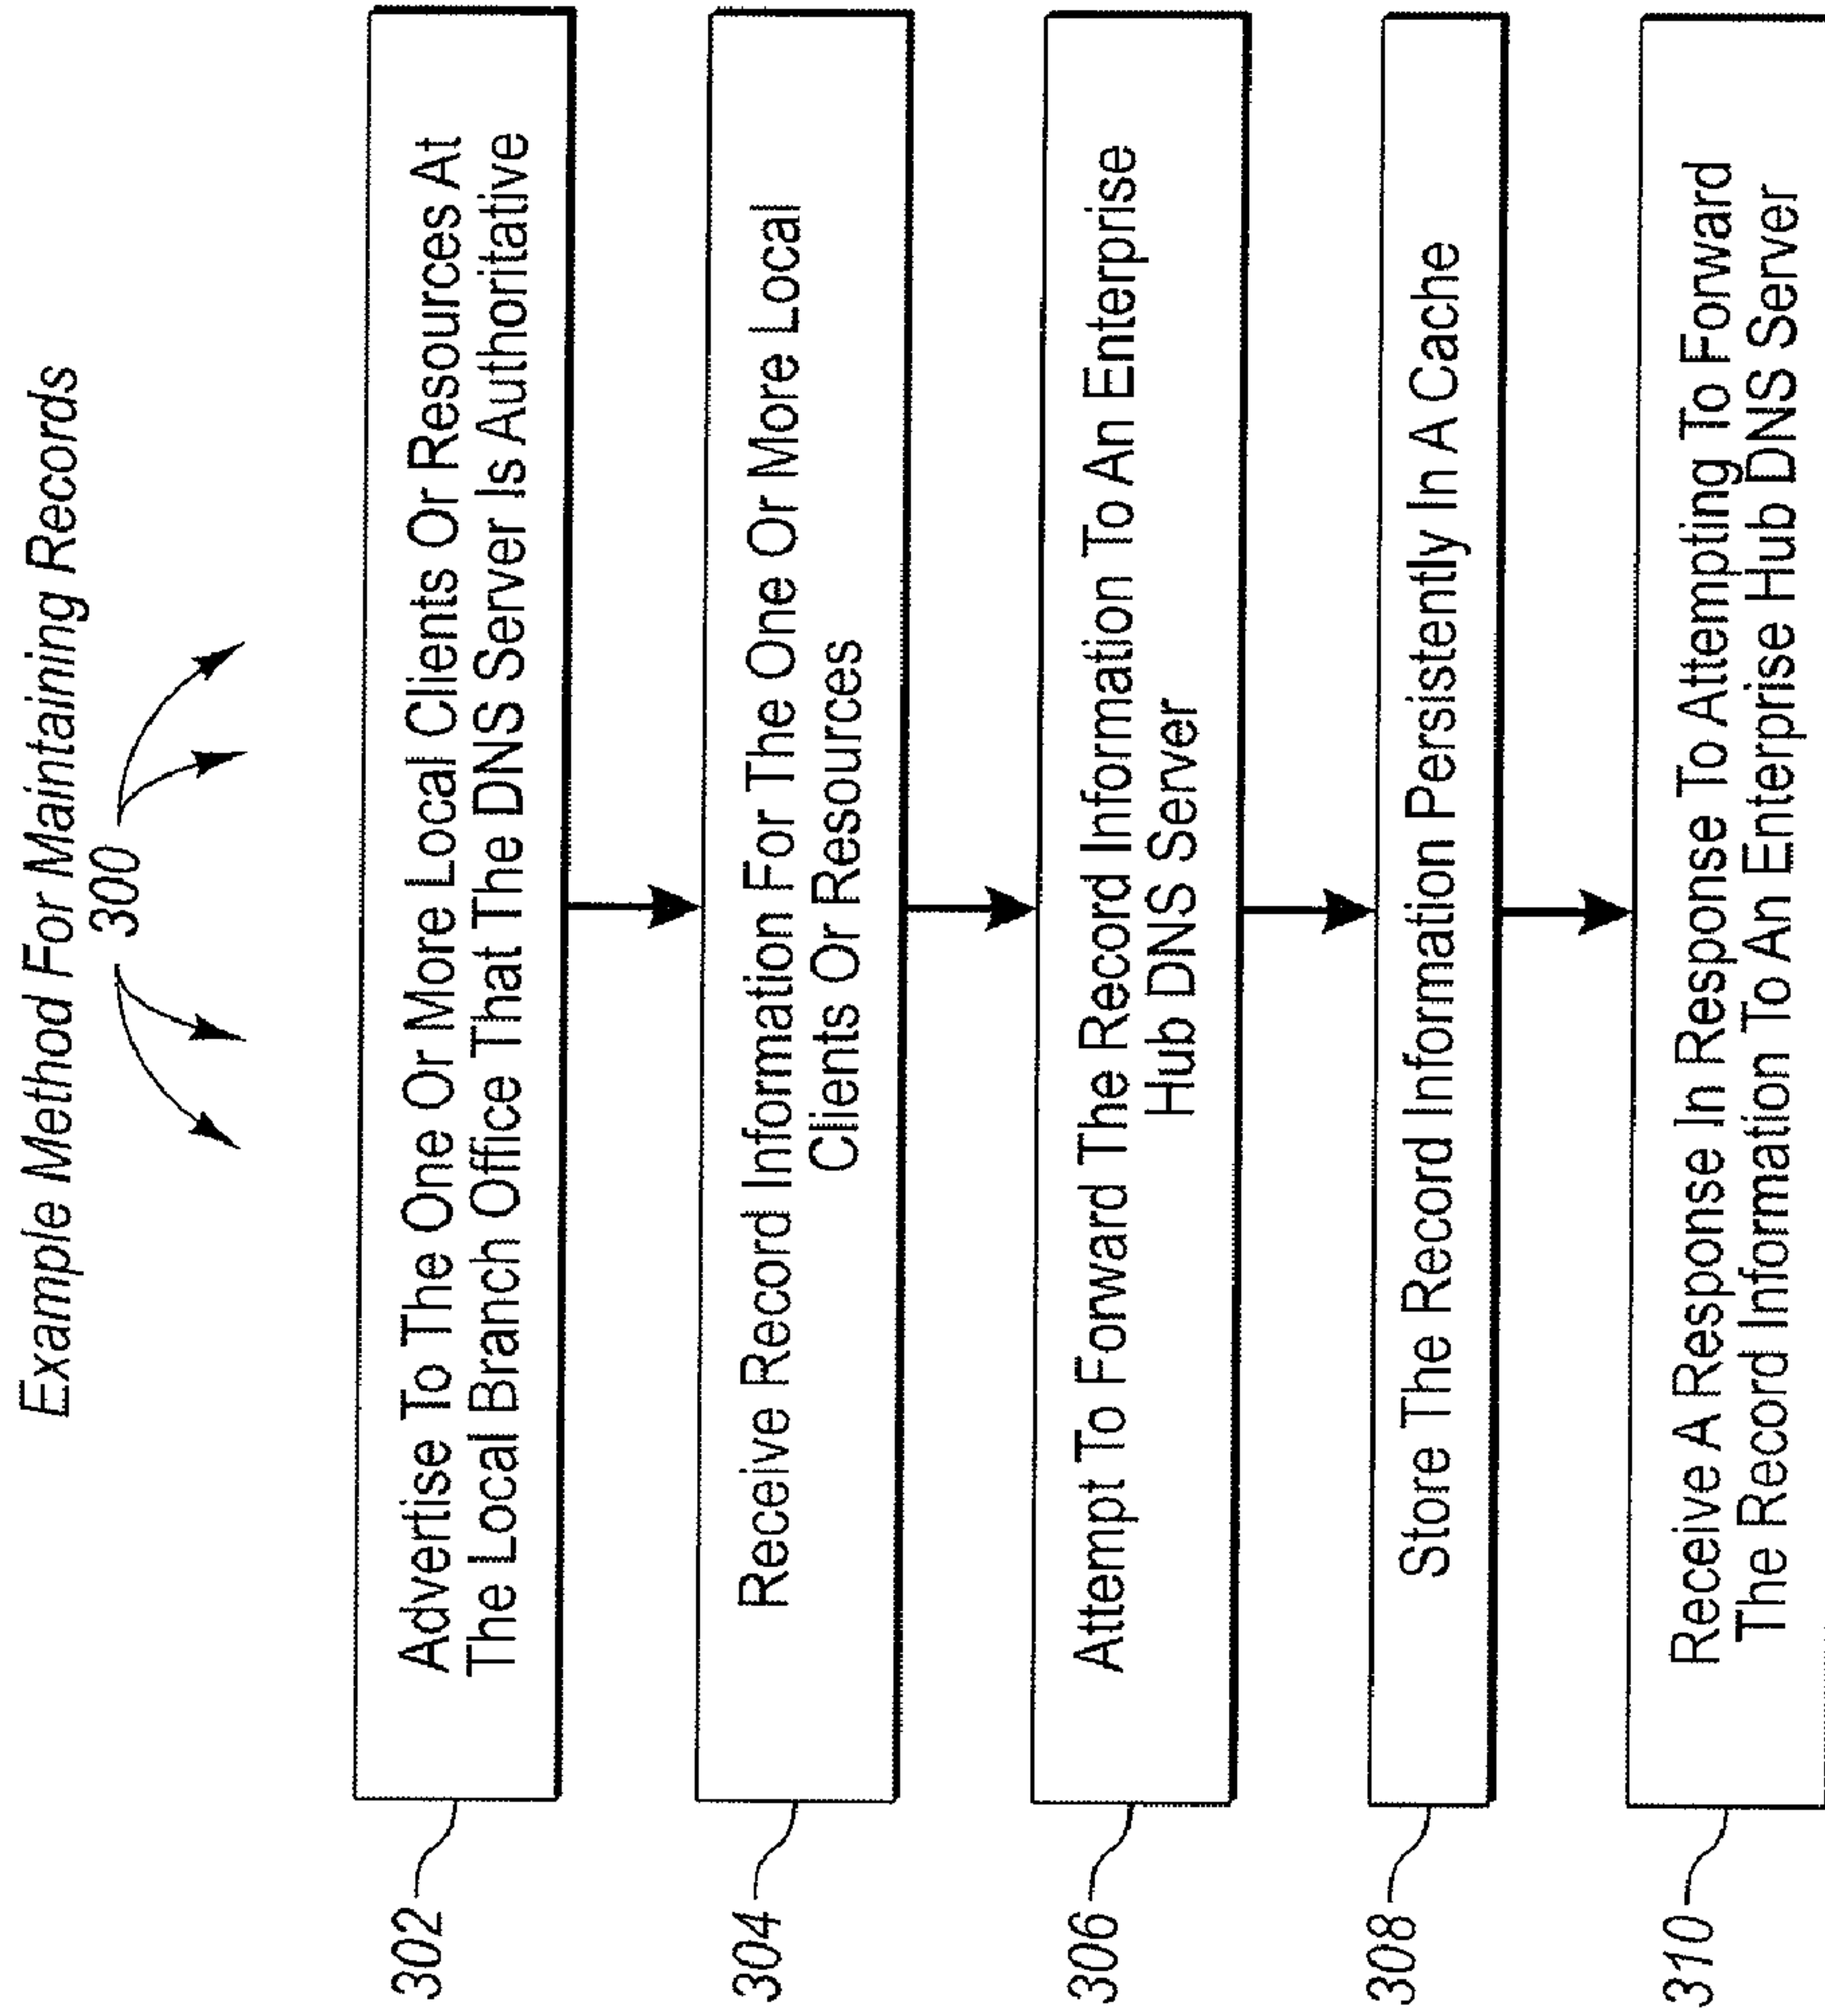 Example Method For Maintaining Records
300
302
Advertise To The One Or More Local Clients Or Resources At
The Local Branch Office That The DNS Server Is Authoritative
304
Receive Record Information For The One Or More Local
Clients Or Resources
306
Attempt To Forward The Record Information To An Enterprise
Hub DNS Server
308
Store The Record Information Persistently In A Cache
310
Receive A Response In Response To Attempting To Forward
The Record Information To An Enterprise Hub DNS Server